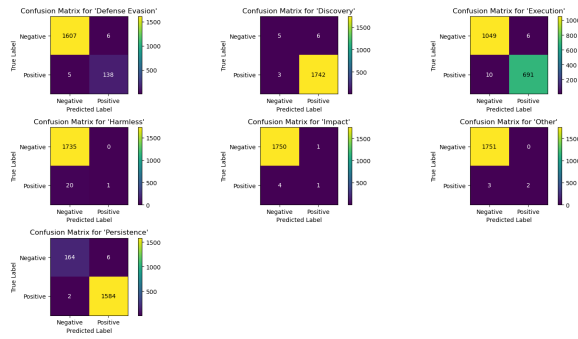 Confusion Matrix for 'Defense Evasion'
True Label
Negative
1607
6
Positive
5
138
1500
1000
500
Negative
Positive
Predicted Label
Confusion Matrix for 'Discovery'
True Label
Negative
5
6
Positive
3
1742
1500
1000
500
Negative
Positive
Predicted Label
Confusion Matrix for 'Execution'
True Label
Negative
1049
6
Positive
10
691
1000
800
600
400
200
Negative
Positive
Predicted Label
Confusion Matrix for 'Harmless'
True Label
Negative
1735
0
Positive
20
1
1500
1000
500
0
Negative
Positive
Predicted Label
Confusion Matrix for 'Impact'
True Label
Negative
1750
1
Positive
4
1
1500
1000
500
Negative
Positive
Predicted Label
Confusion Matrix for 'Other'
True Label
Negative
1751
0
Positive
3
2
1500
1000
500
0
Negative
Positive
Predicted Label
Confusion Matrix for 'Persistence'
True Label
Negative
164
6
Positive
2
1584
1500
1000
500
Negative
Positive
Predicted Label